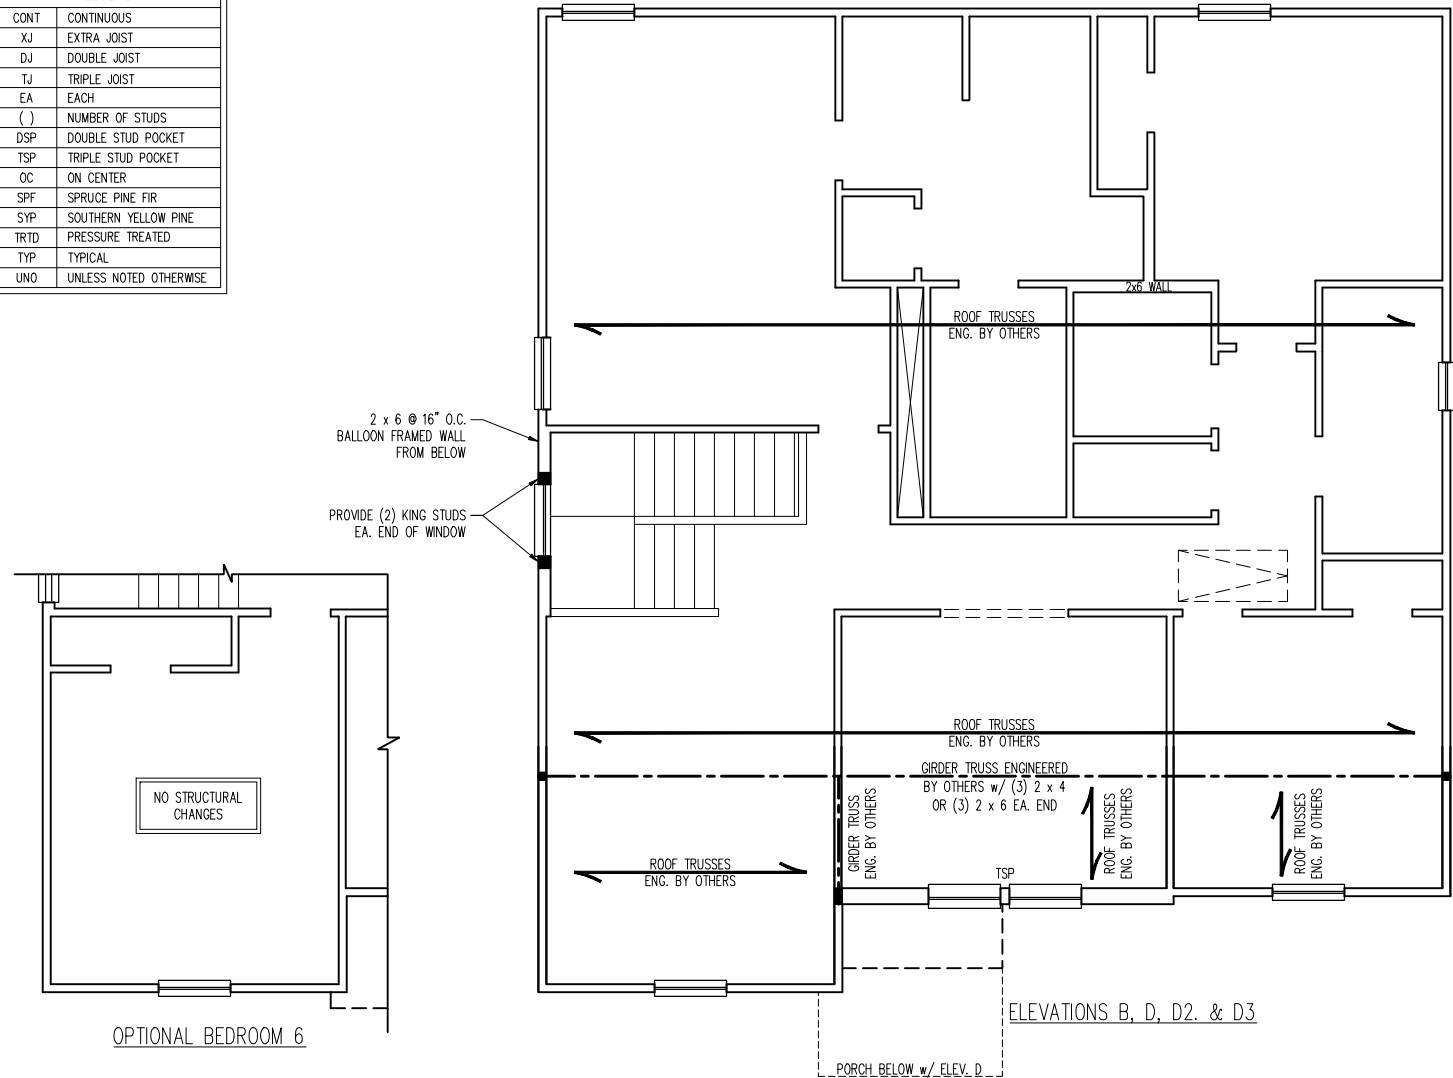 CONT CONTINUOUS
XJ EXTRA JOIST
DJ DOUBLE JOIST
TJ TRIPLE JOIST
EA EACH
( ) NUMBER OF STUDS
DSP DOUBLE STUD POCKET
TSP TRIPLE STUD POCKET
OC ON CENTER
SPF SPRUCE PINE FIR
SYP SOUTHERN YELLOW PINE
TRTD PRESSURE TREATED
TYP TYPICAL
UNO UNLESS NOTED OTHERWISE
2x6 WALL
ROOF TRUSSES
ENG. BY OTHERS
2 x 6 @ 16" O.C.
BALLOON FRAMED WALL
FROM BELOW
PROVIDE (2) KING STUDS
EA. END OF WINDOW
ROOF TRUSSES
ENG. BY OTHERS
GIRDER TRUSS ENGINEERED
BY OTHERS w/ (3) 2 x 4
OR (3) 2 x 6 EA. END
GIRDER TRUSS
ENG. BY OTHERS
ROOF TRUSSES
ENG. BY OTHERS
ROOF TRUSSES
ENG. BY OTHERS
ROOF TRUSSES
ENG. BY OTHERS
TSP
NO STRUCTURAL
CHANGES
OPTIONAL BEDROOM 6
ELEVATIONS B, D, D2. & D3
PORCH BELOW w/ ELEV. D